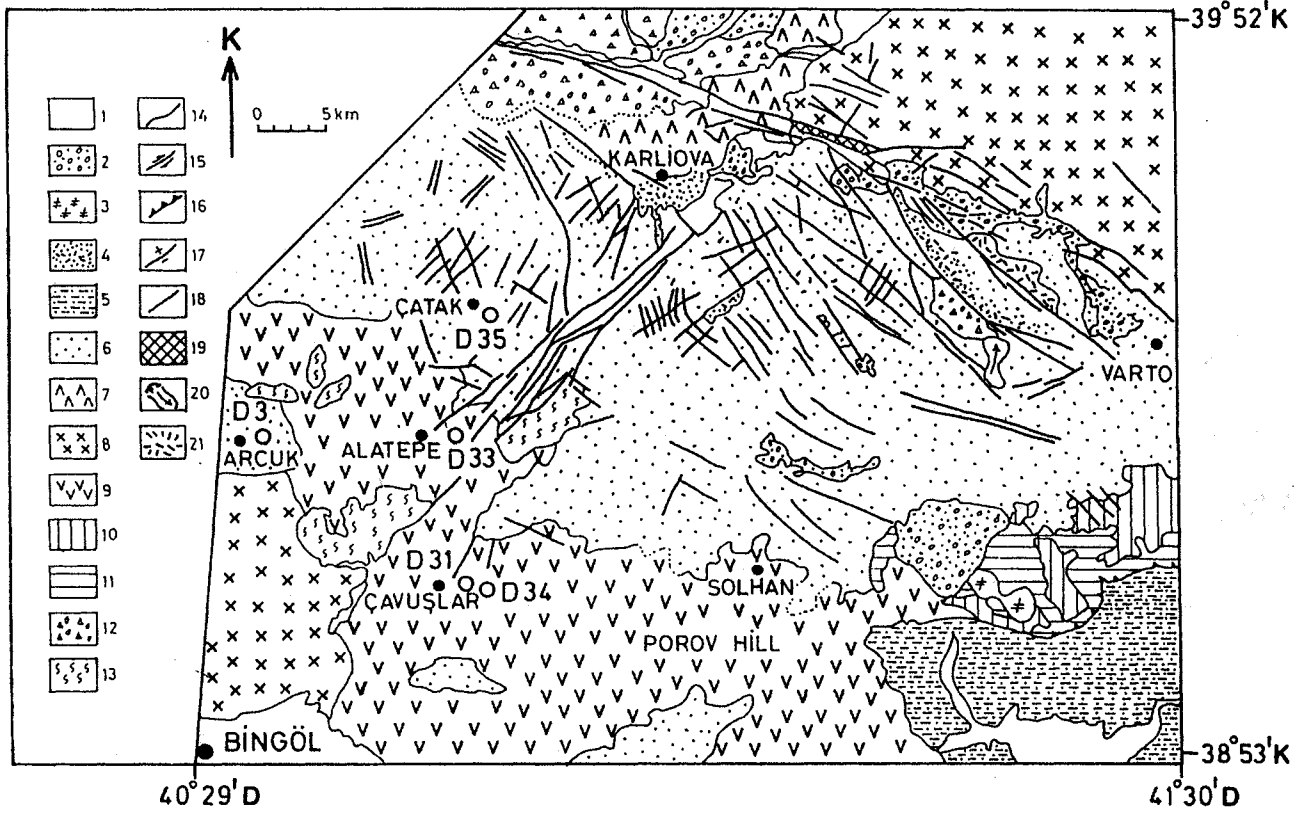 39°52'K
K
0 5 km
1
2
3
4
5
6
7
8
9
10
11
12
13
14
15
16
17
18
19
20
21
KARLIOVA
ÇATAK
D35
VARTO
D3
ARCUK
ALATEPE
D33
D31
ÇAVUŞLAR
D34
SOLHAN
POROV HİLL
BİNGÖL
38°53'K
40°29'D
41°30'D